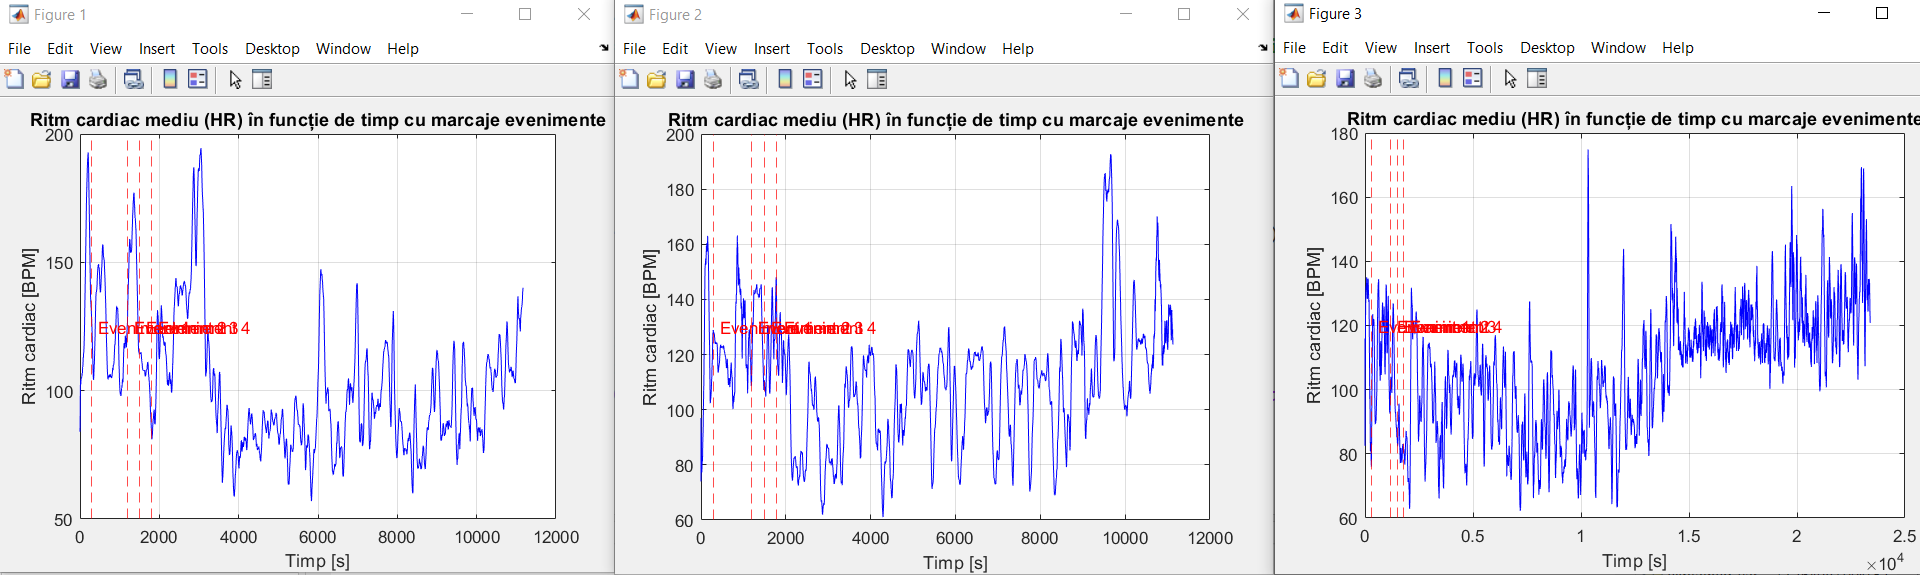 Figure 1
File Edit View Insert Tools Desktop Window Help
Ritm cardiac mediu (HR) în funcție de timp cu marcaje evenimente
200
150
100
50
Ritm cardiac [BPM]
4
0 2000 4000 6000 8000 10000 12000
Timp [s]
Figure 2
File Edit View Insert Tools Desktop Window Help
Ritm cardiac mediu (HR) în funcție de timp cu marcaje evenimente
200
180
160
140
120
100
80
60
Ritm cardiac [BPM]
4
0 2000 4000 6000 8000 10000 12000
Timp [s]
Figure 3
File Edit View Insert Tools Desktop Window Help
Ritm cardiac mediu (HR) în funcție de timp cu marcaje evenimente
180
160
140
120
100
80
60
Ritm cardiac [BPM]
4
0 0.5 1 1.5 2 2.5
×10⁴
Timp [s]